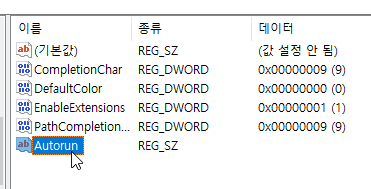 이름 종류 데이터
(기본값) REG_SZ (값 설정 안 됨)
CompletionChar REG_DWORD 0x00000009 (9)
DefaultColor REG_DWORD 0x00000000 (0)
EnableExtensions REG_DWORD 0x00000001 (1)
PathCompletion... REG_DWORD 0x00000009 (9)
Autorun REG_SZ